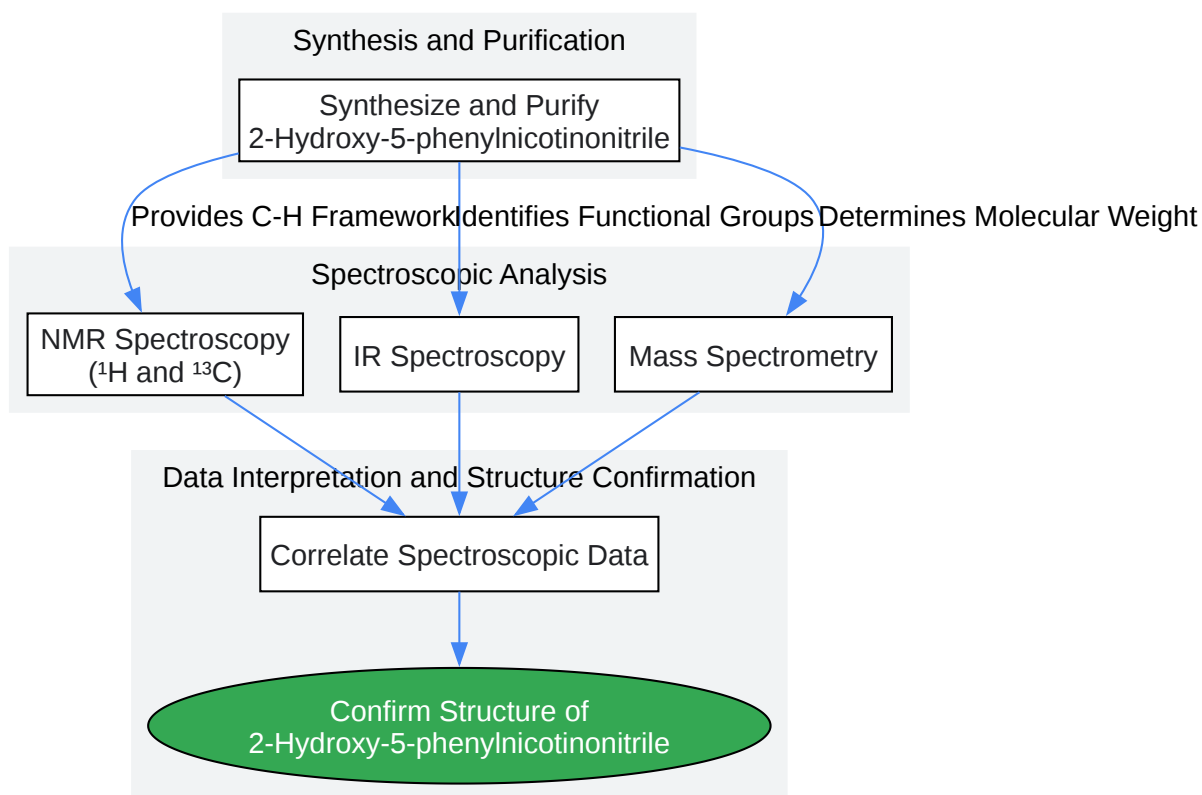 Synthesis and Purification
Synthesize and Purify
2-Hydroxy-5-phenylnicotinonitrile
Provides C-H Framework
Identifies Functional Groups
Determines Molecular Weight
Spectroscopic Analysis
NMR Spectroscopy
(¹H and ¹³C)
IR Spectroscopy
Mass Spectrometry
Data Interpretation and Structure Confirmation
Correlate Spectroscopic Data
Confirm Structure of
2-Hydroxy-5-phenylnicotinonitrile